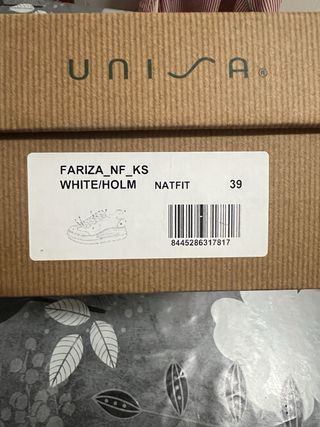 UNISA®
FARIZA_NF_KS
WHITE/HOLM NATFIT 39
8445286317817